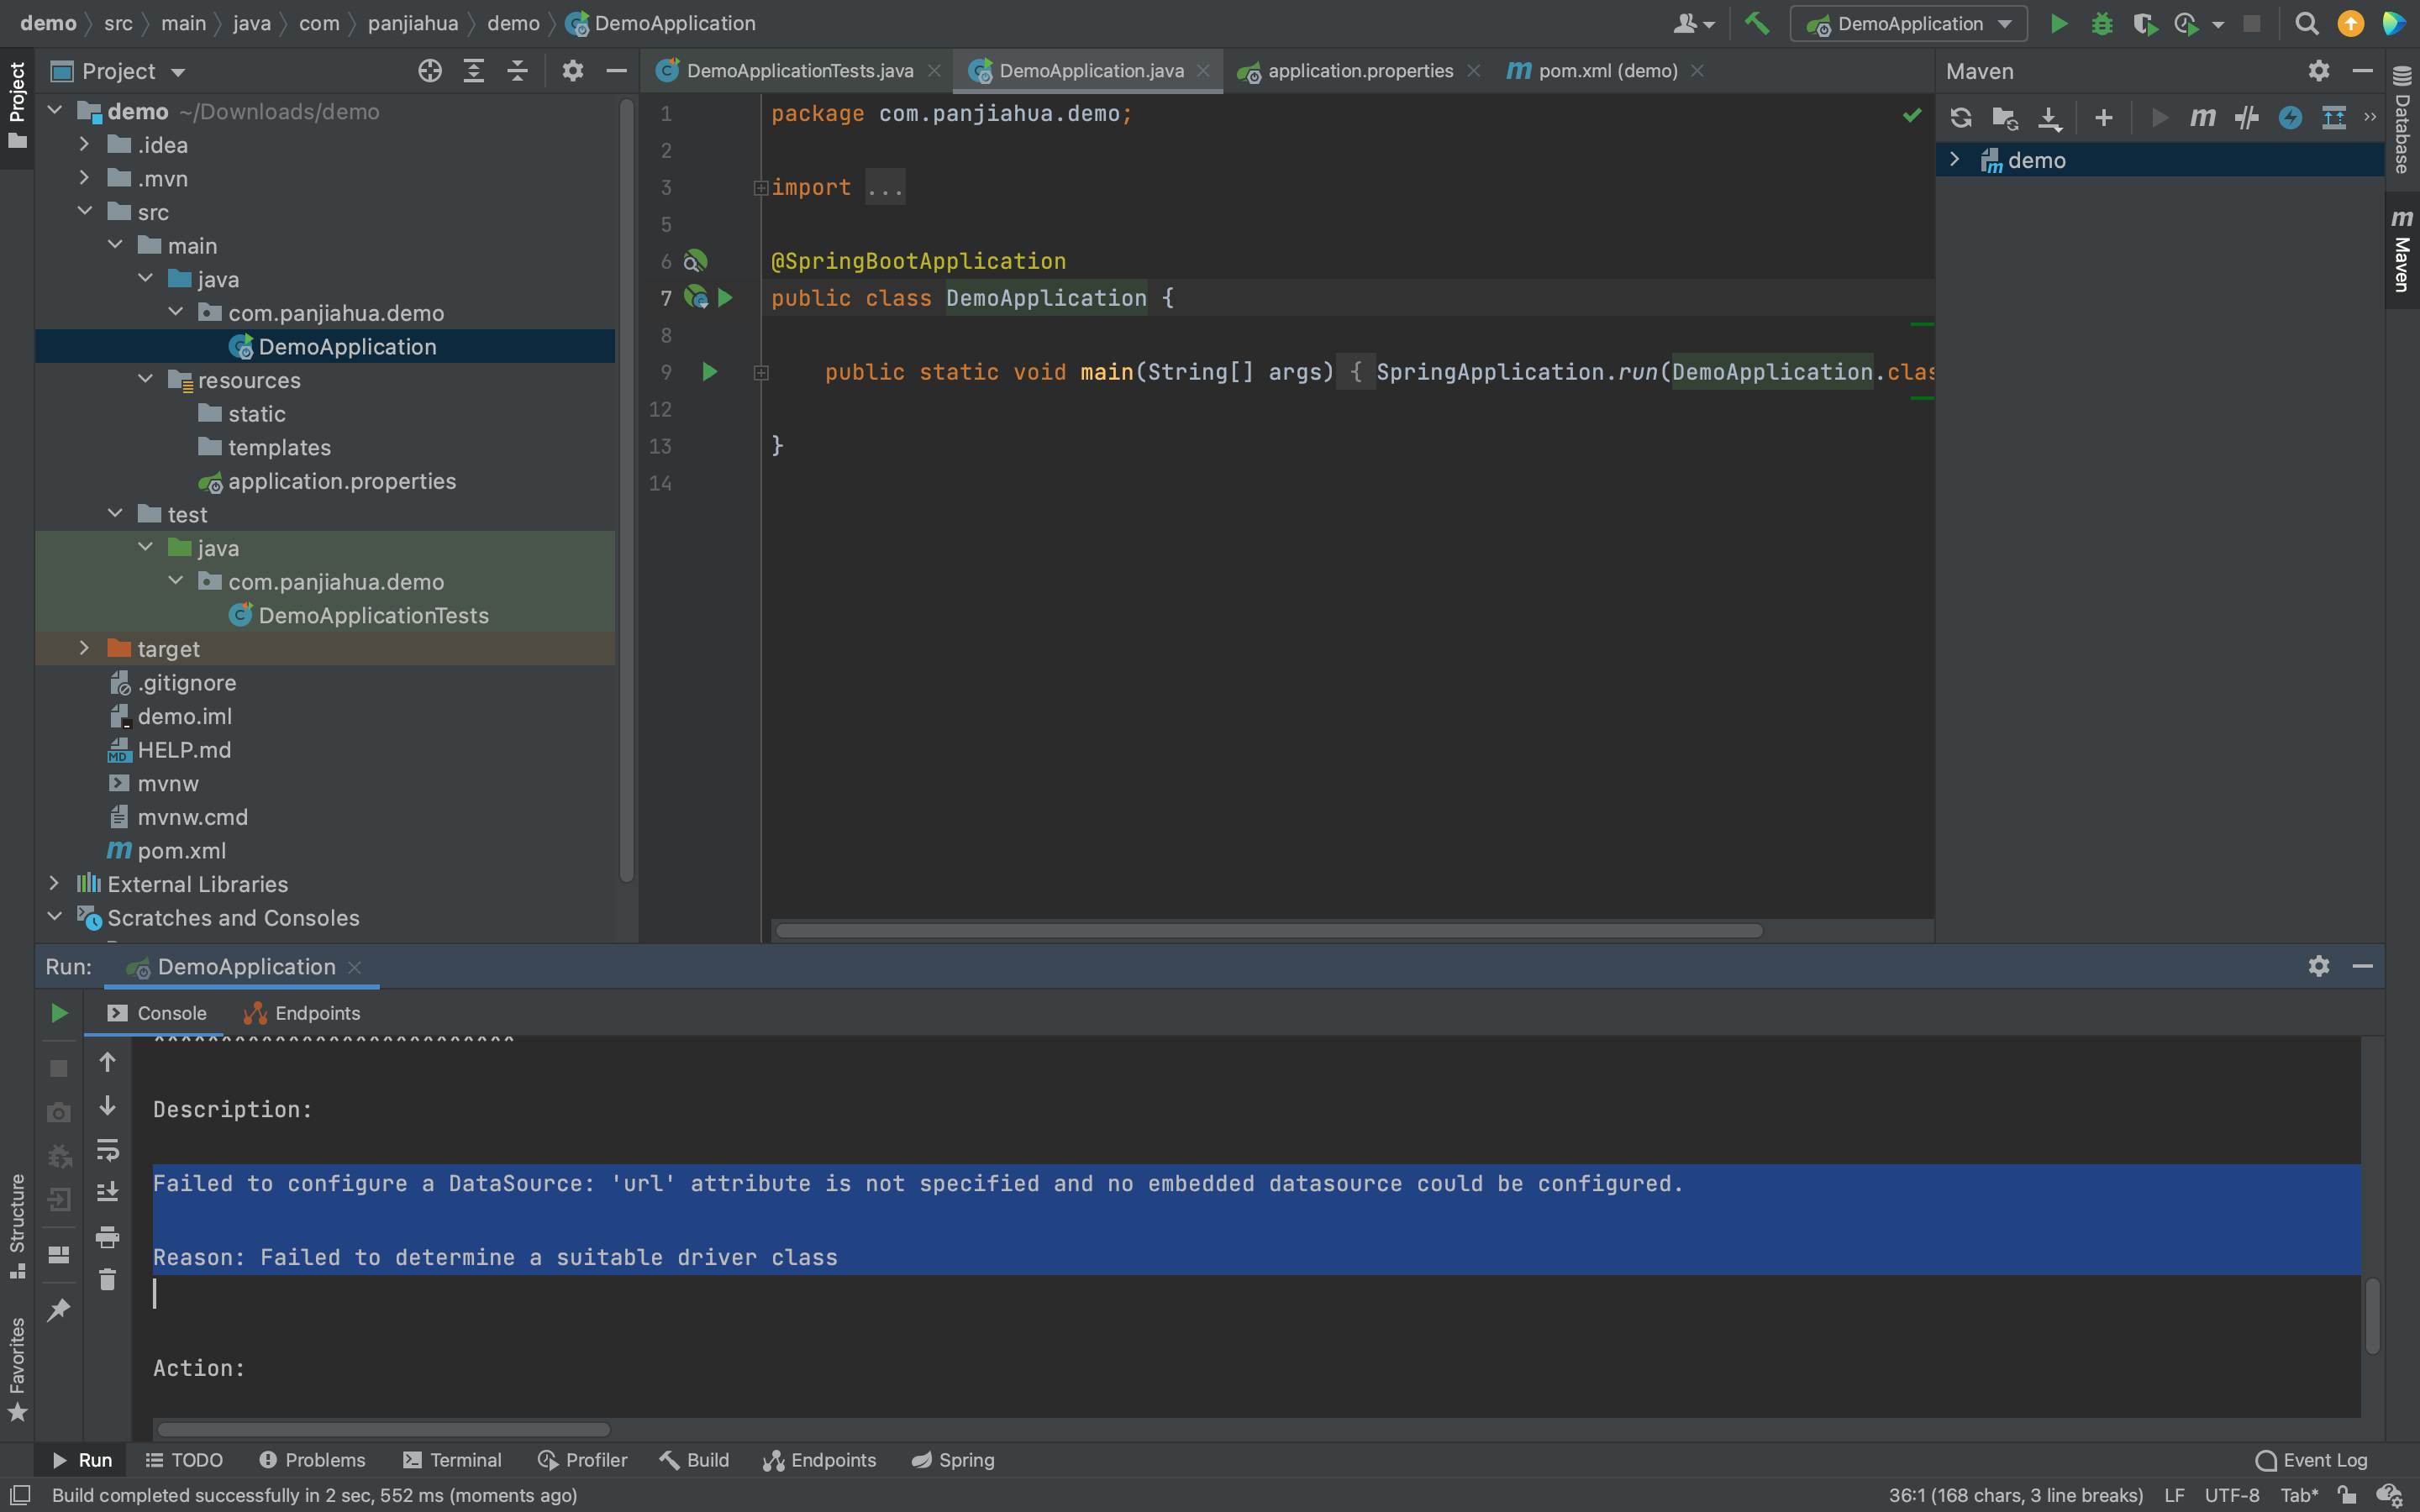 demo src main java com panjiahua demo DemoApplication
DemoApplication
Project
Project
demo ~/Downloads/demo
.idea
.mvn
src
main
java
com.panjiahua.demo
DemoApplication
resources
static
templates
application.properties
test
java
com.panjiahua.demo
DemoApplicationTests
target
.gitignore
demo.iml
HELP.md
mvnw
mvnw.cmd
pom.xml
External Libraries
Scratches and Consoles
DemoApplicationTests.java DemoApplication.java application.properties pom.xml (demo)
1 package com.panjiahua.demo;
2
3 import ...
5
6 @SpringBootApplication
7 public class DemoApplication {
8
9 public static void main(String[] args) { SpringApplication.run(DemoApplication.clas
12
13 }
14
Maven
demo
Database
Maven
Run: DemoApplication
Console Endpoints
Description:
Failed to configure a DataSource: 'url' attribute is not specified and no embedded datasource could be configured.
Reason: Failed to determine a suitable driver class
Action:
Structure
Favorites
Run TODO Problems Terminal Profiler Build Endpoints Spring Event Log
Build completed successfully in 2 sec, 552 ms (moments ago) 36:1 (168 chars, 3 line breaks) LF UTF-8 Tab*